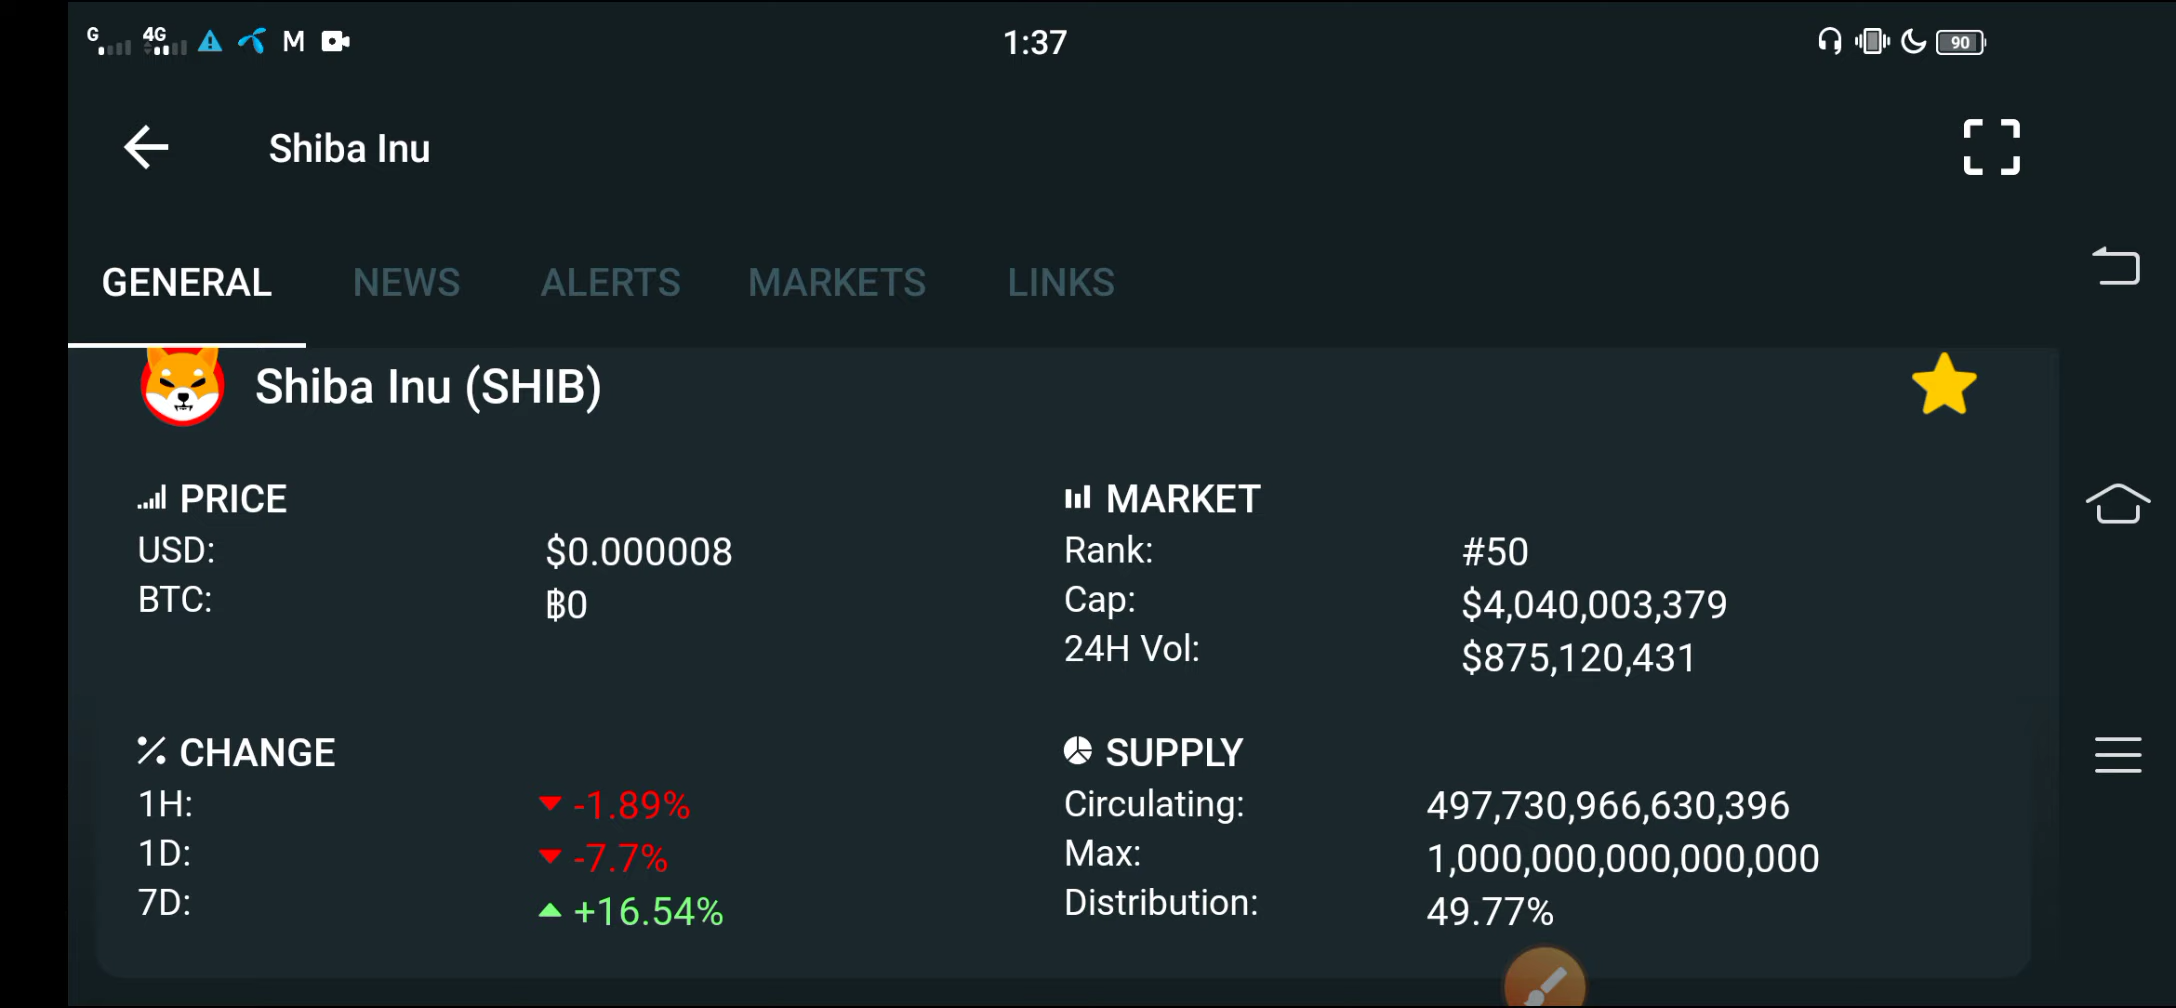 G 4G M 1:37 90
Shiba Inu
GENERAL NEWS ALERTS MARKETS LINKS
Shiba Inu (SHIB)
PRICE
USD: $0.000008
BTC: ฿0
MARKET
Rank: #50
Cap: $4,040,003,379
24H Vol: $875,120,431
CHANGE
1H: -1.89%
1D: -7.7%
7D: +16.54%
SUPPLY
Circulating: 497,730,966,630,396
Max: 1,000,000,000,000,000
Distribution: 49.77%